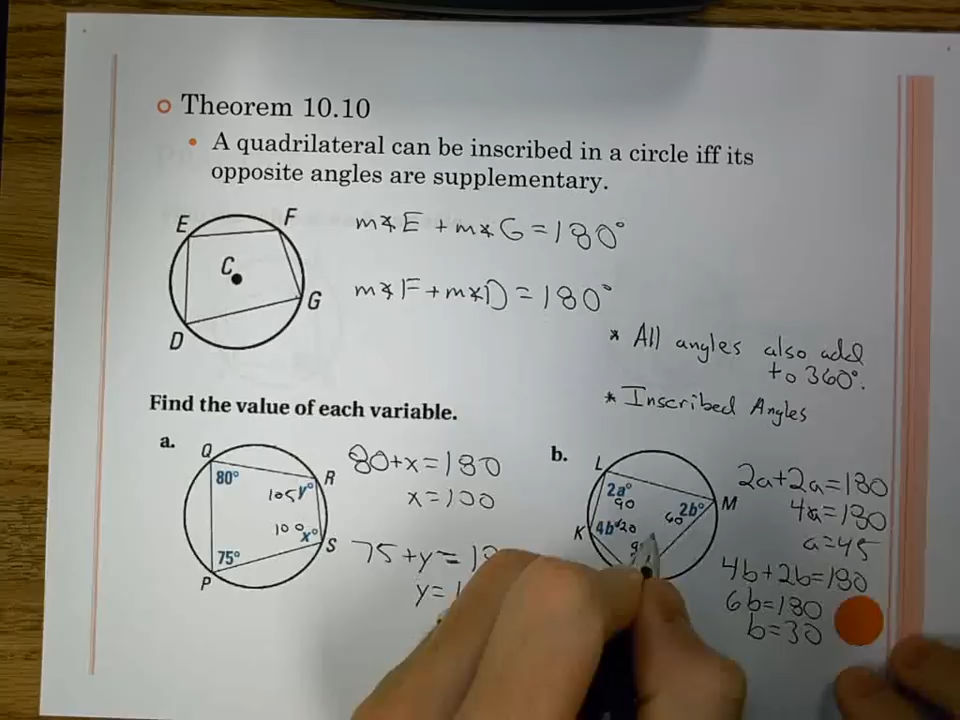 Theorem 10.10
A quadrilateral can be inscribed in a circle iff its
opposite angles are supplementary.
E
F
C
G
D
m∡E + m∡G = 180°
m∡F + m∡D = 180°
* All angles also add
to 360°.
* Inscribed Angles
Find the value of each variable.
a.
Q
R
S
P
80°
105 y°
100 x°
75°
80+x=180
x=100
75+y=
y=
b.
L
M
K
2a°
90
2b°
60
4b° 120
2a+2a=180
4a=180
a=45
4b+2b=180
6b=180
b=30